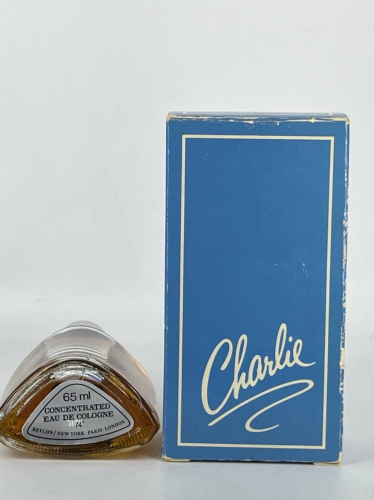 Charlie
65 ml
CONCENTRATED
EAU DE COLOGNE
REVLON/NEW YORK·PARIS·LONDON